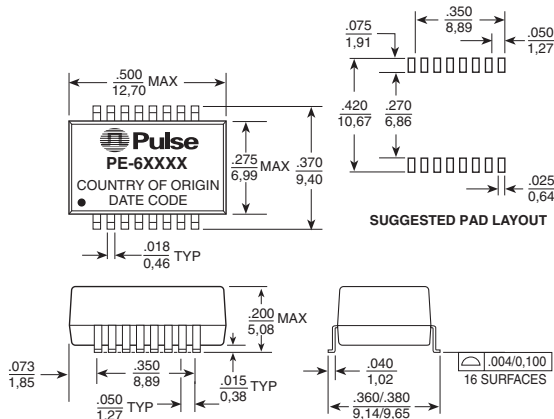 .500
12,70 MAX
.075
1,91
.350
8,89
.050
1,27
Pulse
PE-6XXXX
COUNTRY OF ORIGIN
DATE CODE
.275
6,99 MAX
.370
9,40
.420
10,67
.270
6,86
.025
0,64
SUGGESTED PAD LAYOUT
.018
0,46 TYP
.200
5,08 MAX
.073
1,85
.350
8,89
.050
1,27 TYP
.015
0,38 TYP
.040
1,02
.360/.380
9,14/9,65
.004/0,100
16 SURFACES